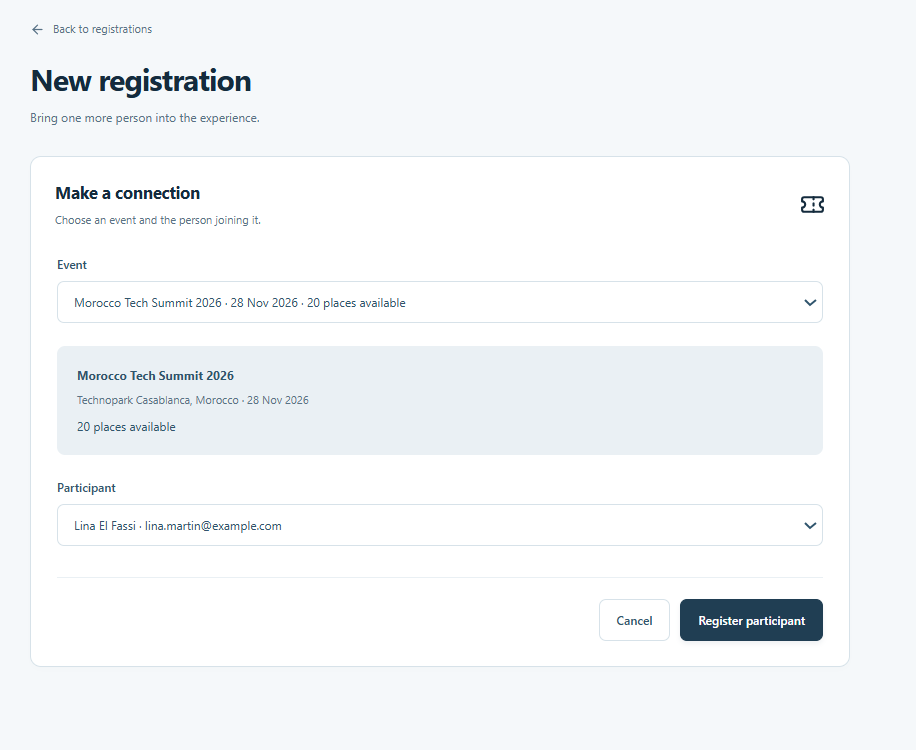 Back to registrations
New registration
Bring one more person into the experience.
Make a connection
Choose an event and the person joining it.
Event
Morocco Tech Summit 2026 · 28 Nov 2026 · 20 places available
Morocco Tech Summit 2026
Technopark Casablanca, Morocco · 28 Nov 2026
20 places available
Participant
Lina El Fassi · lina.martin@example.com
Cancel
Register participant